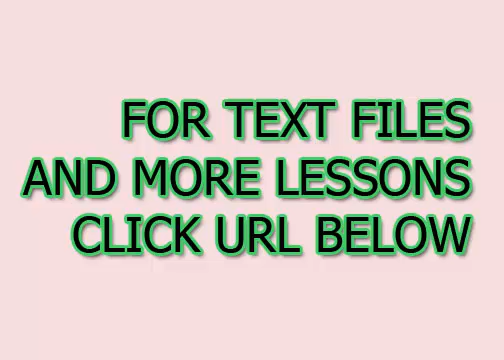 FOR TEXT FILES
AND MORE LESSONS
CLICK URL BELOW